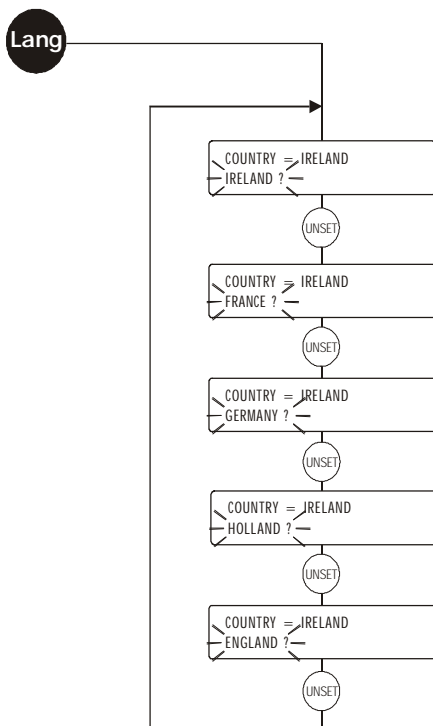 Lang
COUNTRY = IRELAND
IRELAND ?
UNSET
COUNTRY = IRELAND
FRANCE ?
UNSET
COUNTRY = IRELAND
GERMANY ?
UNSET
COUNTRY = IRELAND
HOLLAND ?
UNSET
COUNTRY = IRELAND
ENGLAND ?
UNSET